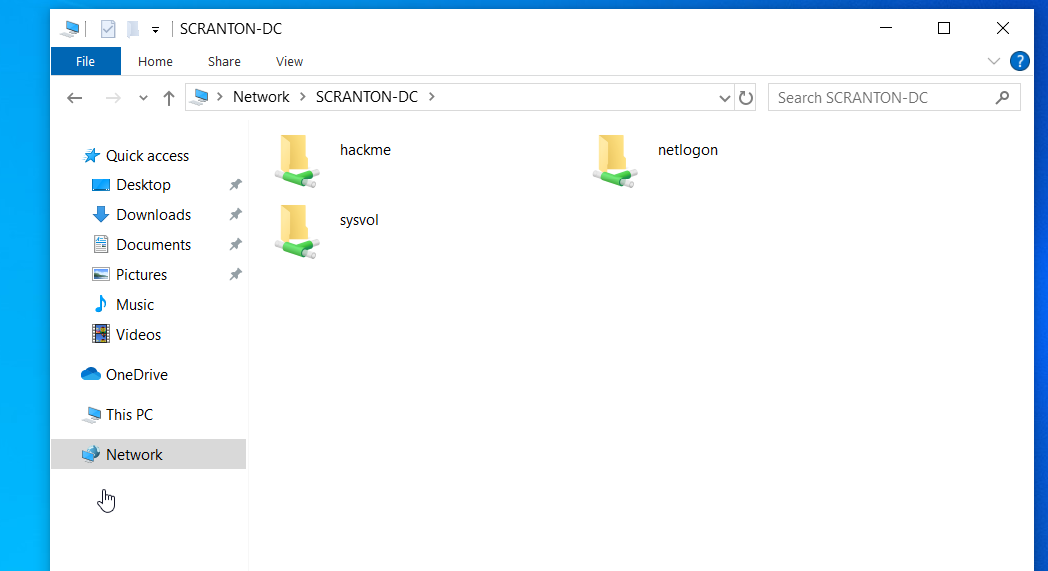 SCRANTON-DC
File Home Share View
?
Network SCRANTON-DC Search SCRANTON-DC
Quick access
Desktop
Downloads
Documents
Pictures
Music
Videos
OneDrive
This PC
Network
hackme netlogon
sysvol